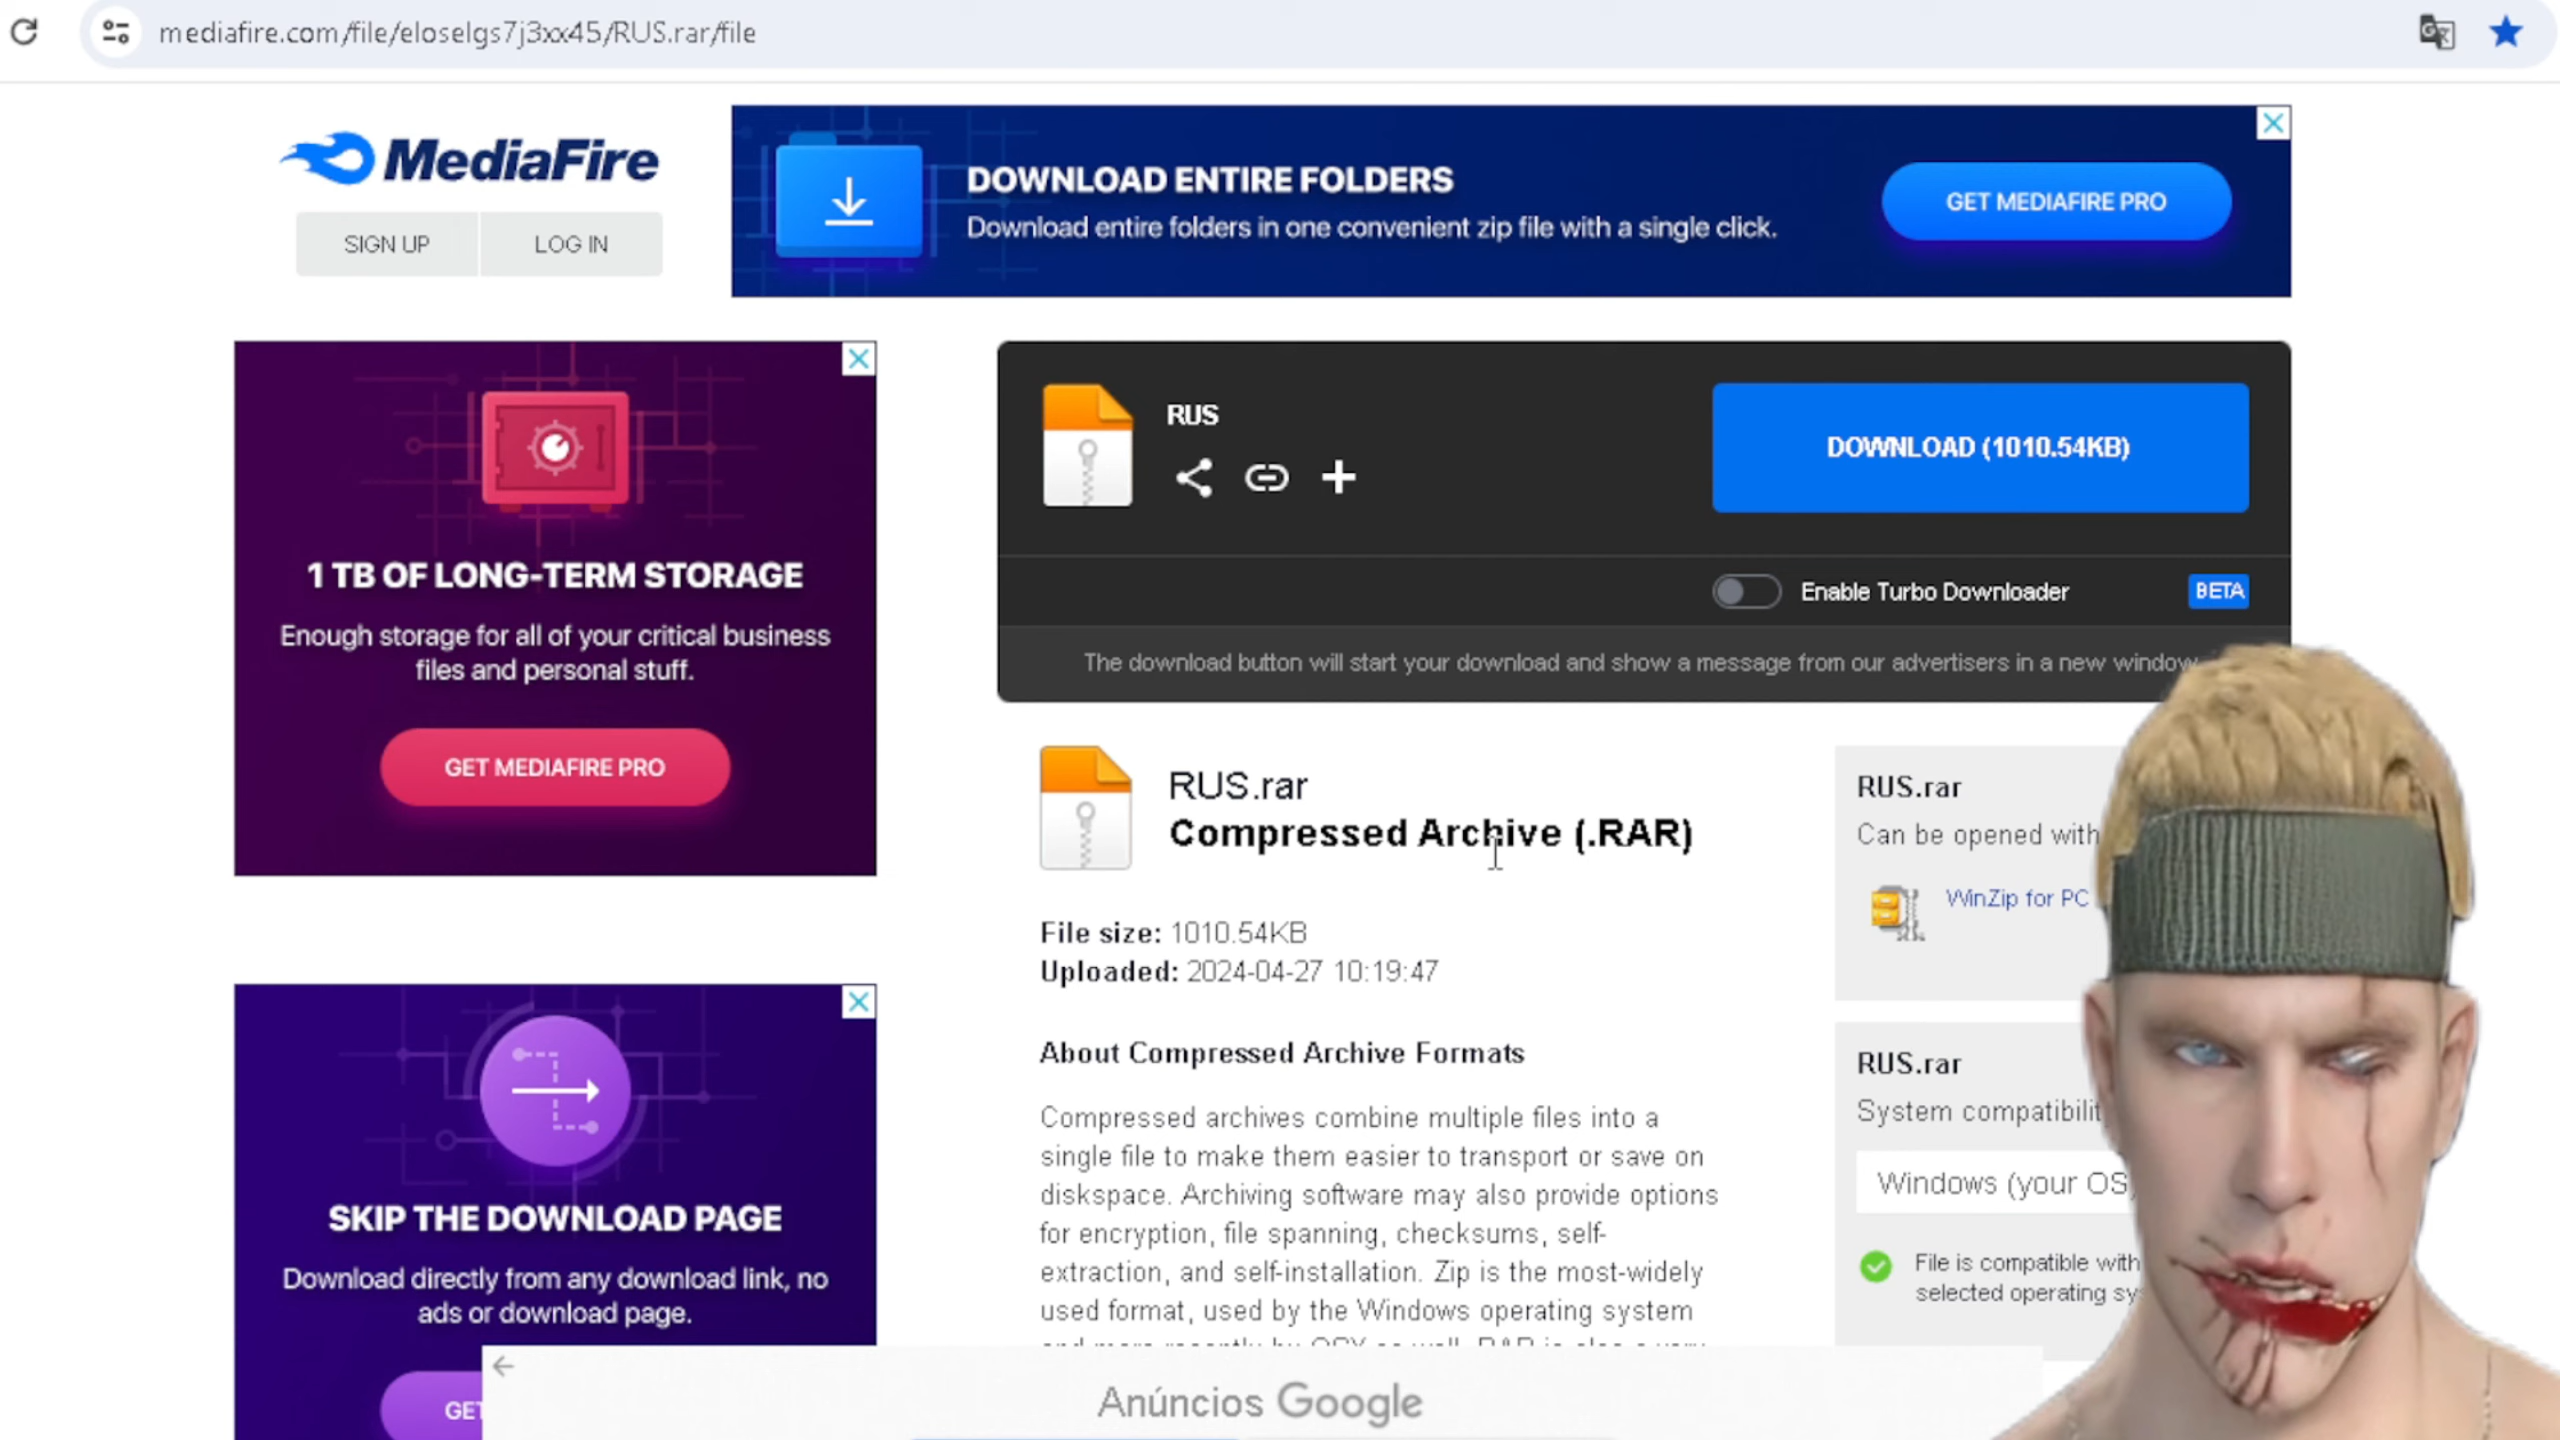 mediafire.com/file/eloselgs7j3xx45/RUS.rar/file
MediaFire
SIGN UP
LOG IN
DOWNLOAD ENTIRE FOLDERS
Download entire folders in one convenient zip file with a single click.
GET MEDIAFIRE PRO
1 TB OF LONG-TERM STORAGE
Enough storage for all of your critical business
files and personal stuff.
GET MEDIAFIRE PRO
RUS
DOWNLOAD (1010.54KB)
Enable Turbo Downloader
BETA
The download button will start your download and show a message from our advertisers in a new window
RUS.rar
Compressed Archive (.RAR)
File size: 1010.54KB
Uploaded: 2024-04-27 10:19:47
About Compressed Archive Formats
Compressed archives combine multiple files into a
single file to make them easier to transport or save on
diskspace. Archiving software may also provide options
for encryption, file spanning, checksums, self-
extraction, and self-installation. Zip is the most-widely
used format, used by the Windows operating system
RUS.rar
Can be opened with
WinZip for PC
RUS.rar
Windows (your OS)
File is compatible with
selected operating
SKIP THE DOWNLOAD PAGE
Download directly from any download link, no
ads or download page.
Anúncios Google